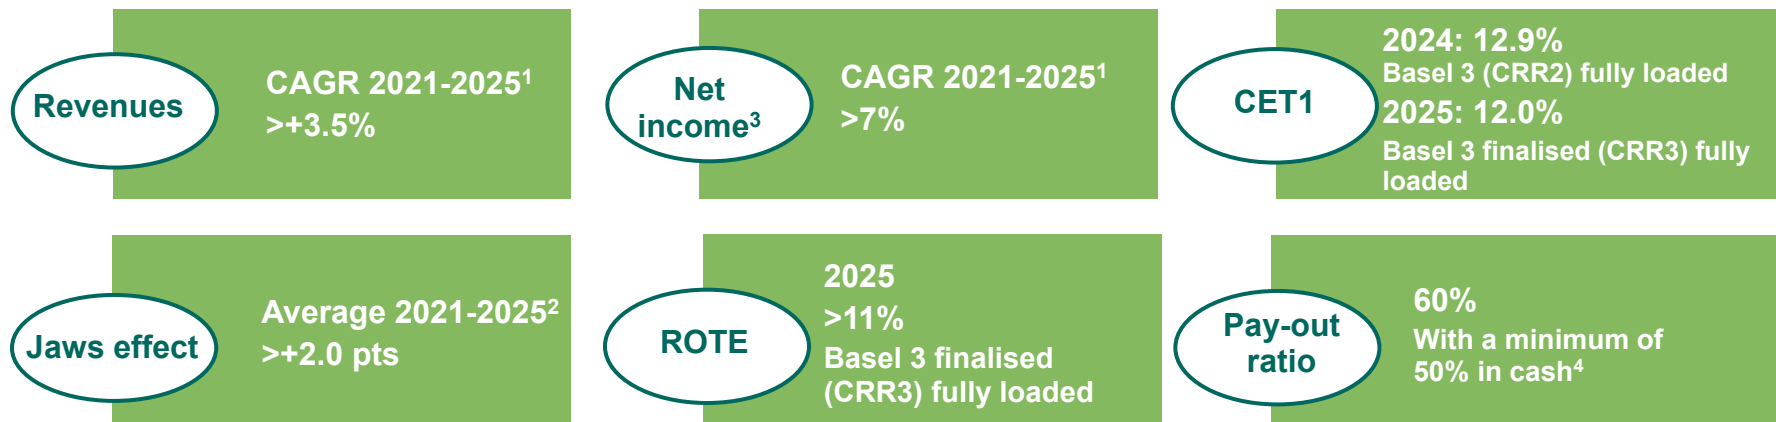 Revenues
CAGR 2021-2025¹
>+3.5%
Net
income³
CAGR 2021-2025¹
>7%
CET1
2024: 12.9%
Basel 3 (CRR2) fully loaded
2025: 12.0%
Basel 3 finalised (CRR3) fully
loaded
Jaws effect
Average 2021-2025²
>+2.0 pts
ROTE
2025
>11%
Basel 3 finalised
(CRR3) fully loaded
Pay-out
ratio
60%
With a minimum of
50% in cash⁴